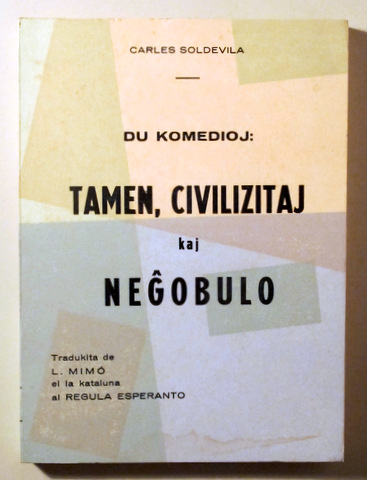 CARLES SOLDEVILA
DU KOMEDIOJ:
TAMEN, CIVILIZITAJ
kaj
NEĜOBULO
Tradukita de
L. MIMÓ
el la kataluna
al REGULA ESPERANTO